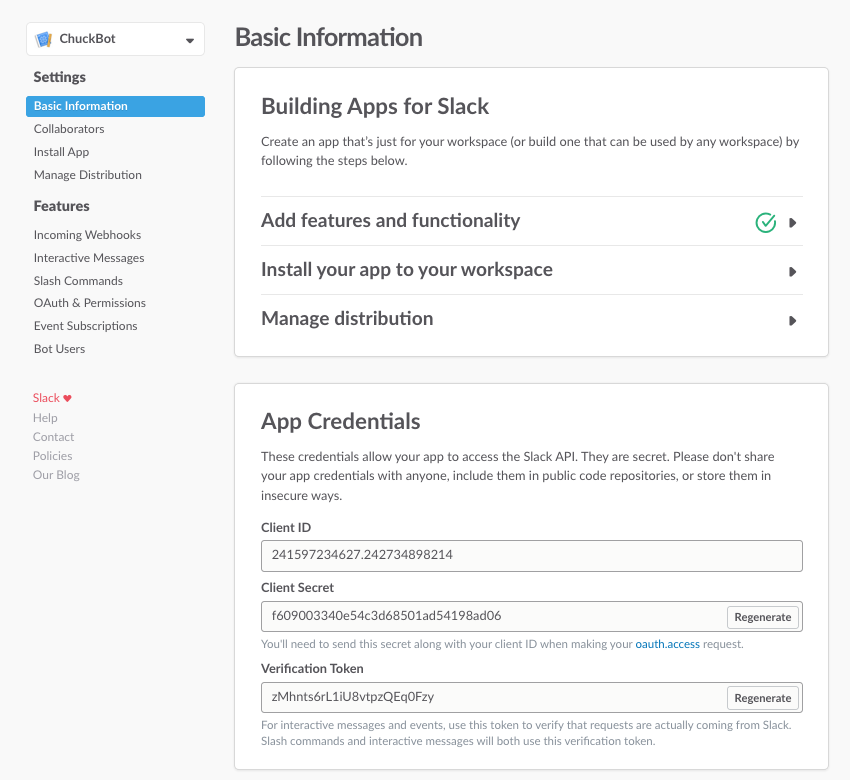 ChuckBot
Settings
Basic Information
Collaborators
Install App
Manage Distribution
Features
Incoming Webhooks
Interactive Messages
Slash Commands
OAuth & Permissions
Event Subscriptions
Bot Users
Slack ♥
Help
Contact
Policies
Our Blog
Basic Information
Building Apps for Slack
Create an app that's just for your workspace (or build one that can be used by any workspace) by
following the steps below.
Add features and functionality
Install your app to your workspace
Manage distribution
App Credentials
These credentials allow your app to access the Slack API. They are secret. Please don't share
your app credentials with anyone, include them in public code repositories, or store them in
insecure ways.
Client ID
241597234627.242734898214
Client Secret
f609003340e54c3d68501ad54198ad06 Regenerate
You'll need to send this secret along with your client ID when making your oauth.access request.
Verification Token
zMhnts6rL1iU8vtpzQEq0Fzy Regenerate
For interactive messages and events, use this token to verify that requests are actually coming from Slack.
Slash commands and interactive messages will both use this verification token.